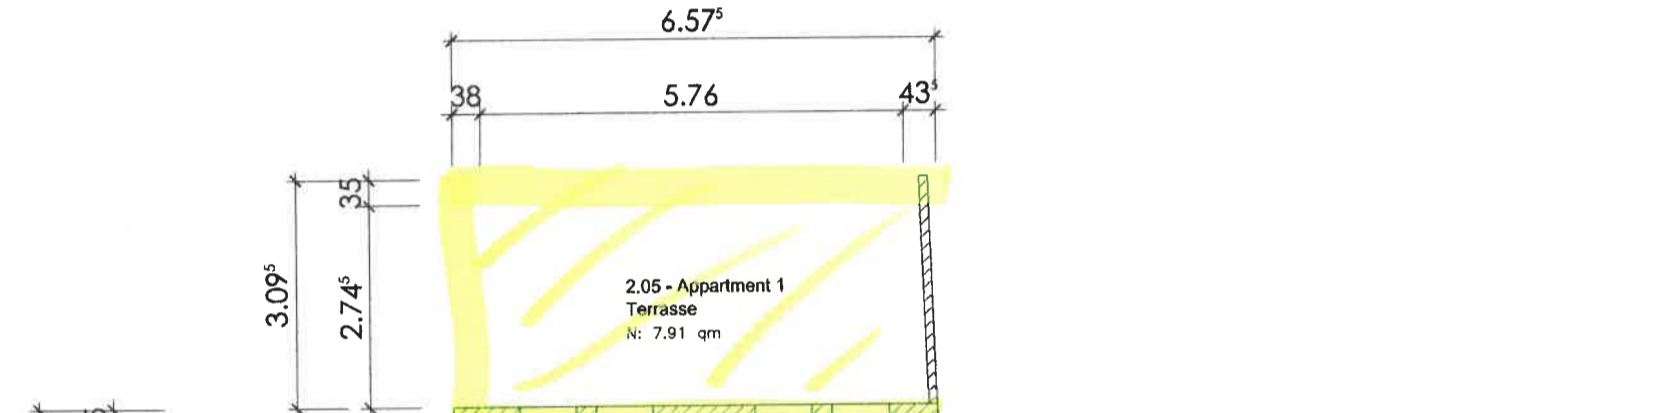 6.57⁵
38 5.76 43⁵
35
3.09⁵
2.74⁵
2.05 - Appartment 1
Terrasse
N: 7.91 qm